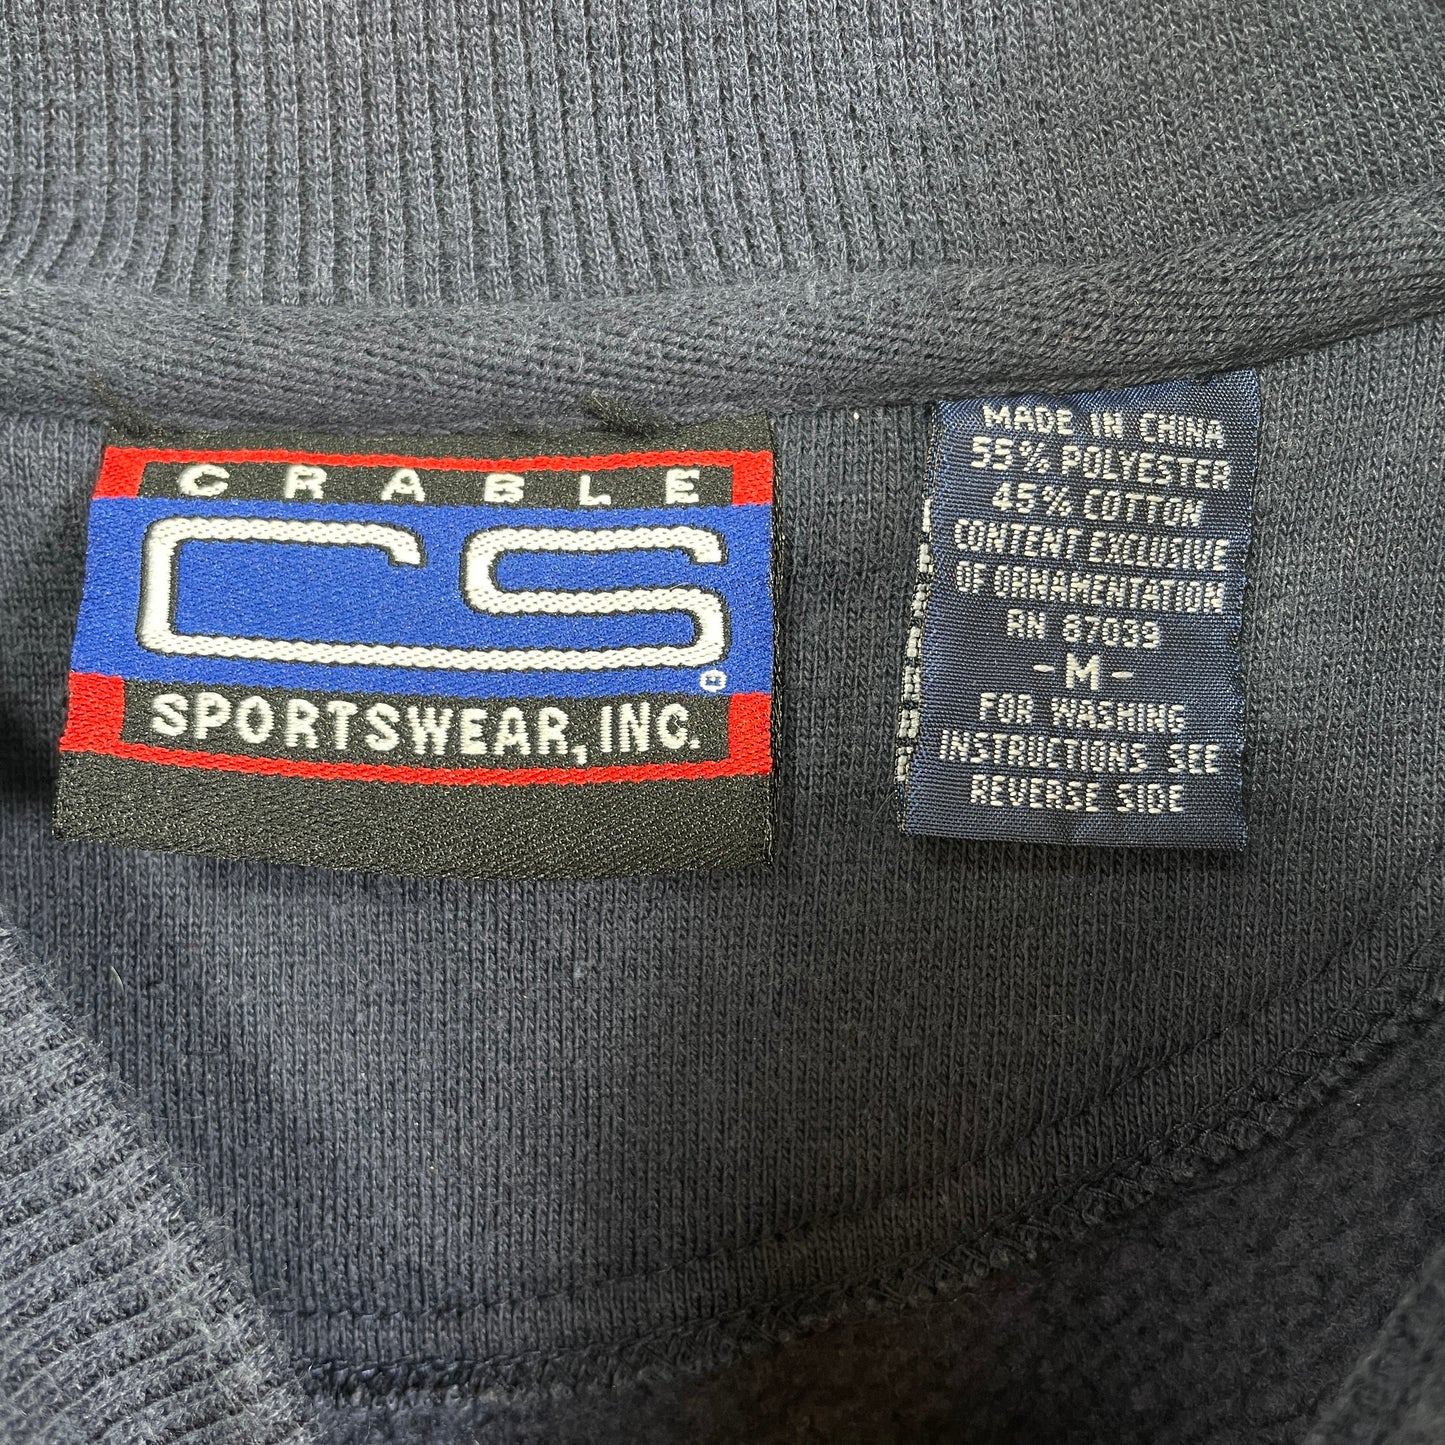 CRABLE
CS
SPORTSWEAR, INC.
MADE IN CHINA
55% POLYESTER
45% COTTON
CONTENT EXCLUSIVE
OF ORNAMENTATION
RN 87039
-M-
FOR WASHING
INSTRUCTIONS SEE
REVERSE SIDE